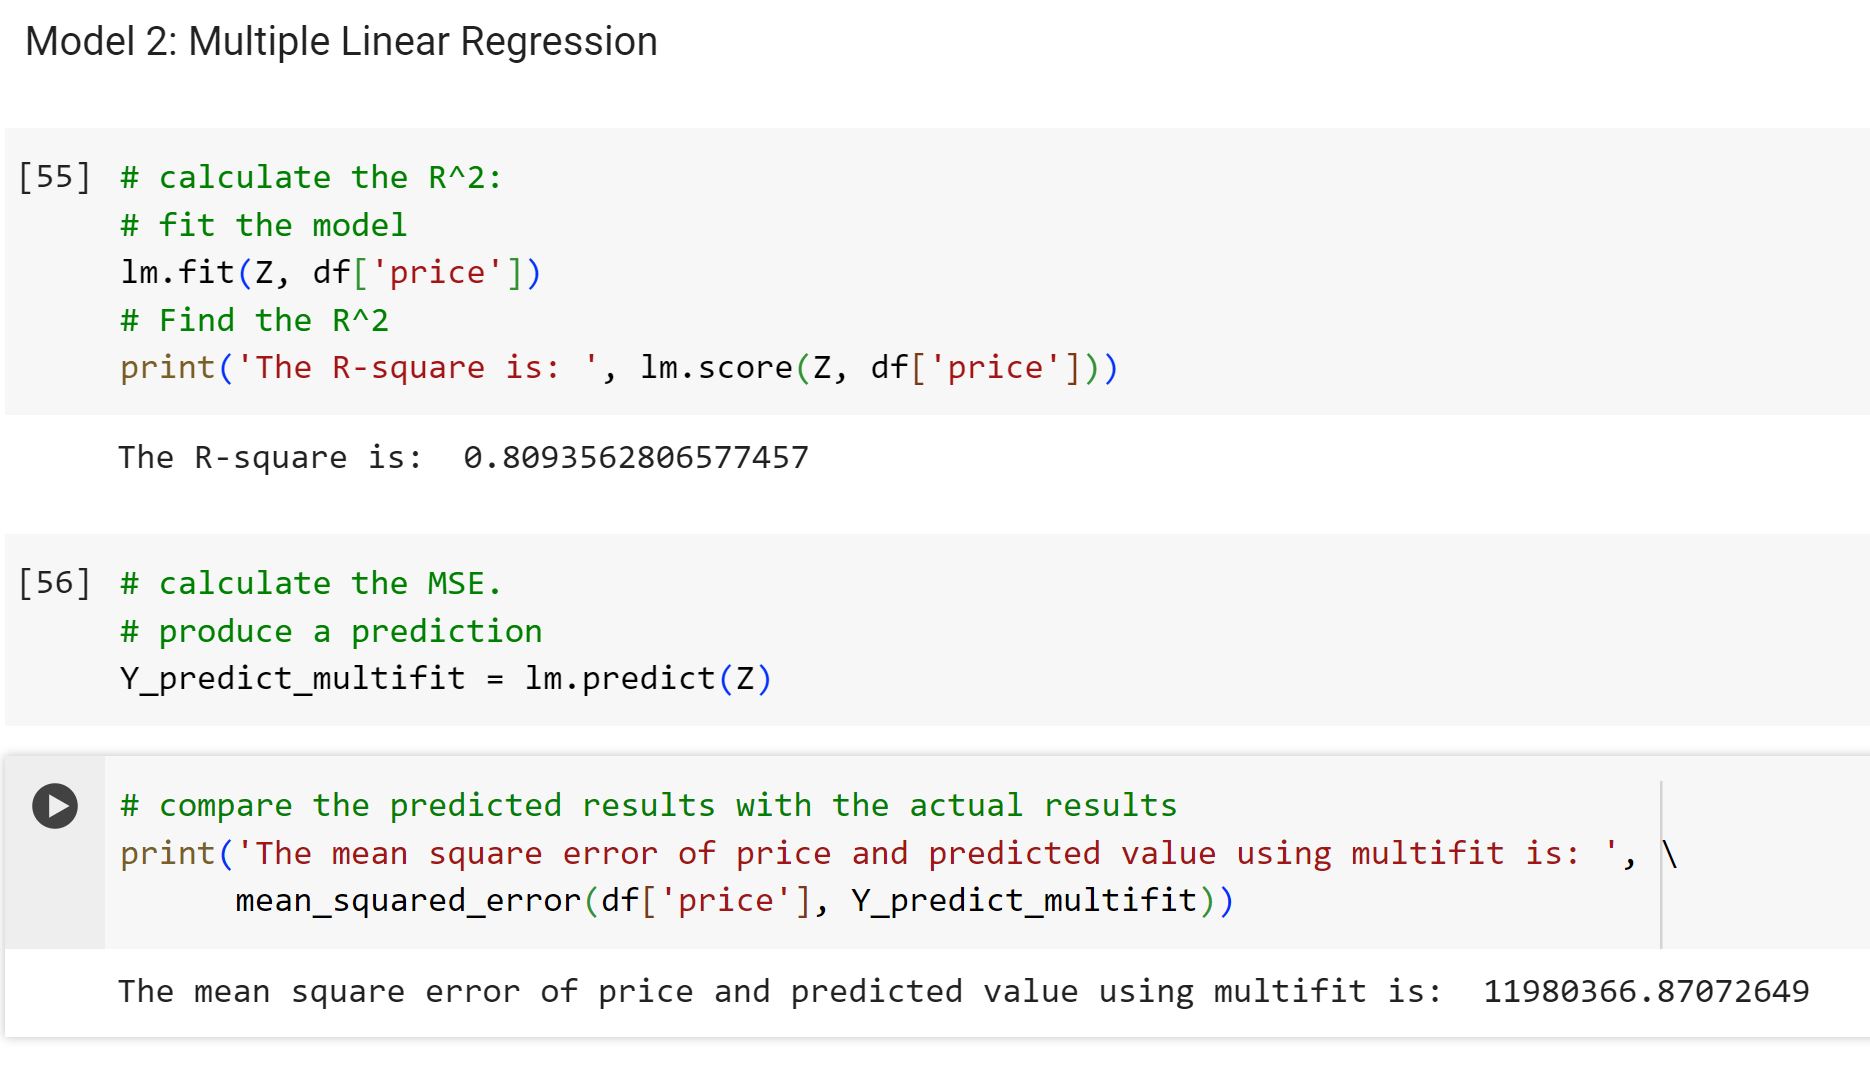 Model 2: Multiple Linear Regression
[55] # calculate the R^2:
# fit the model
lm.fit(Z, df['price'])
# Find the R^2
print('The R-square is: ', lm.score(Z, df['price']))
The R-square is:  0.8093562806577457
[56] # calculate the MSE.
# produce a prediction
Y_predict_multifit = lm.predict(Z)
# compare the predicted results with the actual results
print('The mean square error of price and predicted value using multifit is: ', \
      mean_squared_error(df['price'], Y_predict_multifit))
The mean square error of price and predicted value using multifit is:  11980366.87072649